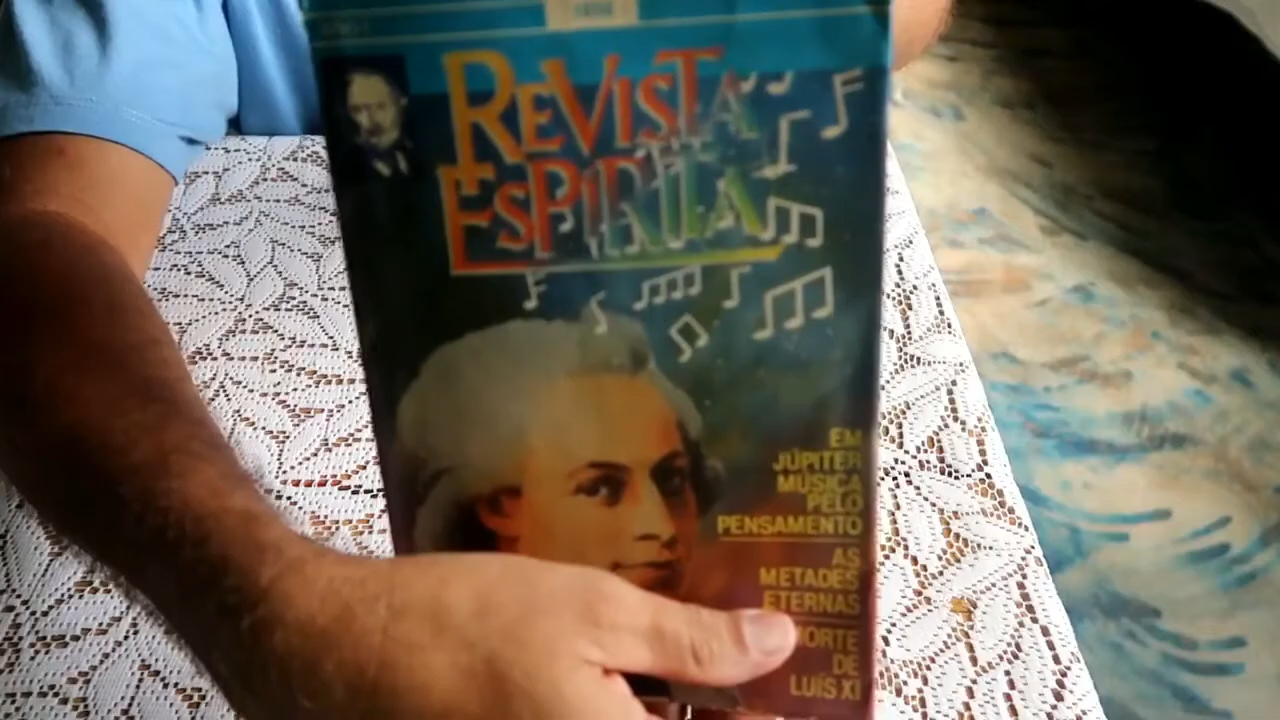 REVISTA
ESPÍRITA
EM
JÚPITER
MÚSICA
PELO
PENSAMENTO
AS
METADES
ETERNAS
MORTE
DE
LUÍS XI